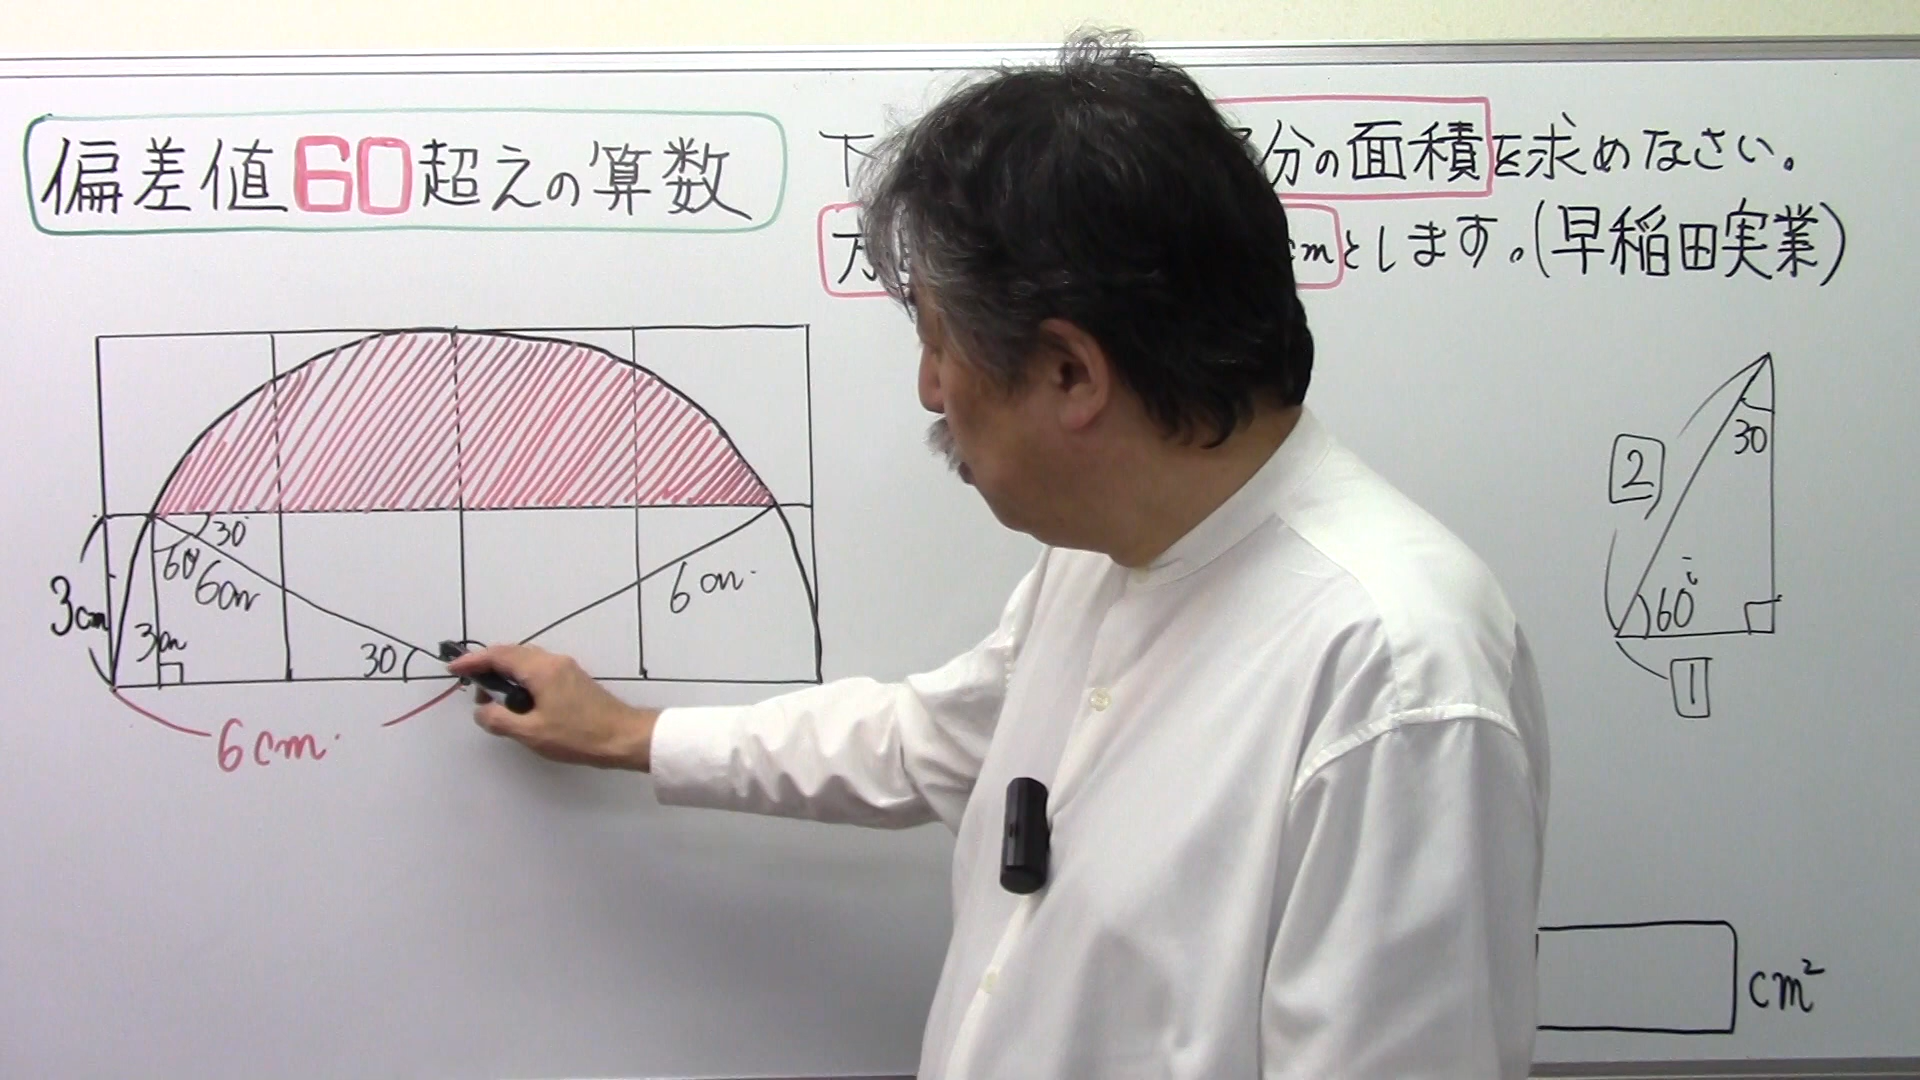 偏差値60超えの算数
下 分の面積を求めなさい。
方 cmとします。(早稲田実業)
30°
60°
6cm
3cm
3cm
30
6cm
6cm
2
30
60°
1
cm²